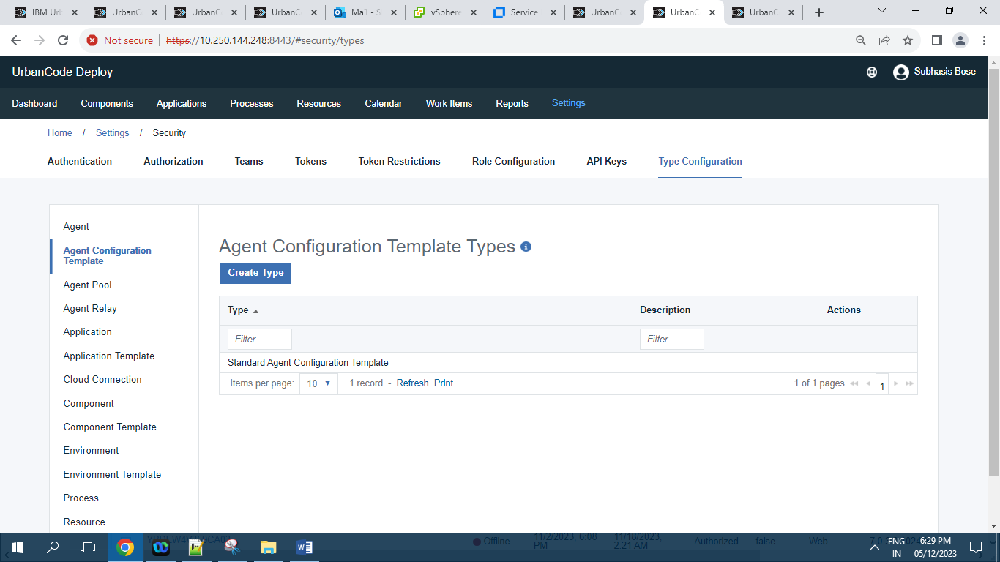 IBM Urb
UrbanC
UrbanC
UrbanC
Mail - S
vSphere
Service
UrbanC
UrbanC
UrbanC
Not secure
https://10.250.144.248:8443/#security/types
UrbanCode Deploy
Subhasis Bose
Dashboard Components Applications Processes Resources Calendar Work Items Reports Settings
Home / Settings / Security
Authentication Authorization Teams Tokens Token Restrictions Role Configuration API Keys Type Configuration
Agent
Agent Configuration
Template
Agent Pool
Agent Relay
Application
Application Template
Cloud Connection
Component
Component Template
Environment
Environment Template
Process
Resource
Agent Configuration Template Types
Create Type
Type Description Actions
Filter Filter
Standard Agent Configuration Template
Items per page: 10 1 record - Refresh Print 1 of 1 pages 1
Offline
11/2/2023, 6:08
PM
11/18/2023,
2:21 AM
Authorized false Web
ENG
IN
6:29 PM
05/12/2023